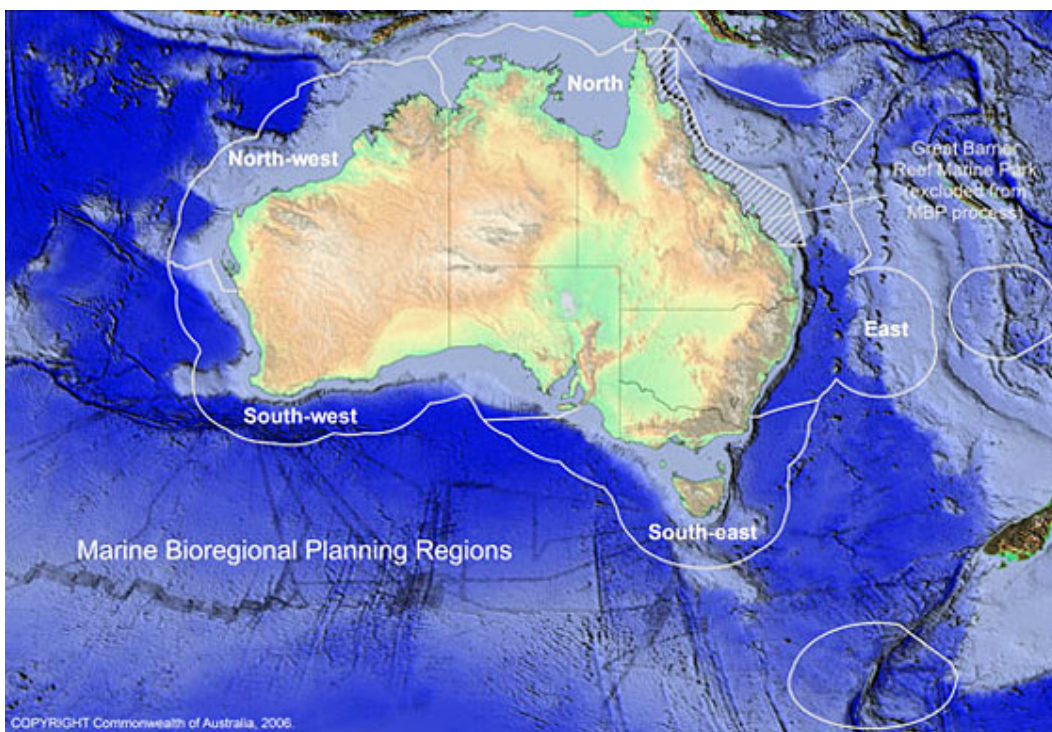 North
North-west
Great Barrier
Reef Marine Park
(excluded from
MBP process)
East
South-west
South-east
Marine Bioregional Planning Regions
COPYRIGHT Commonwealth of Australia, 2006.